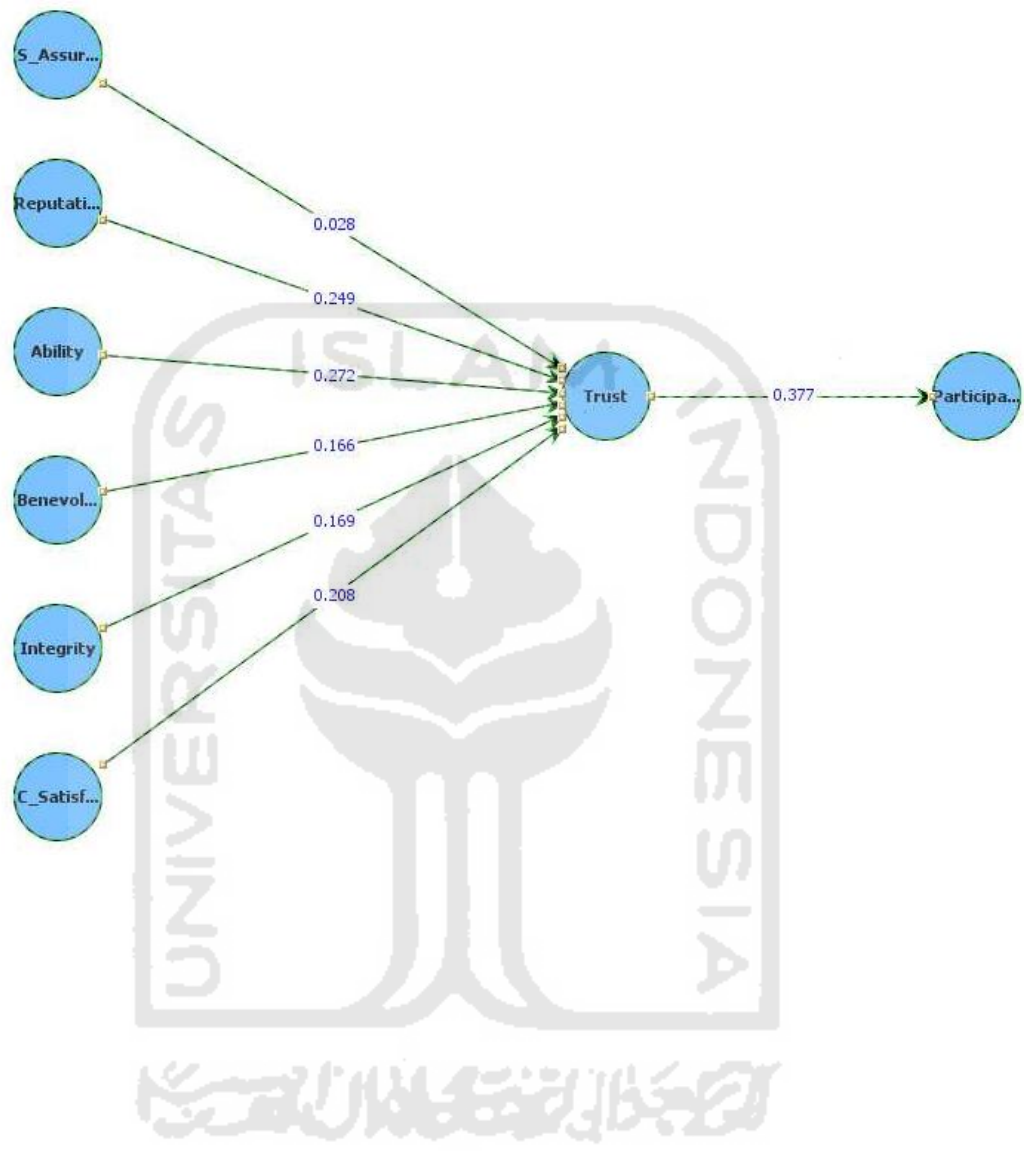 S_Assur...
0.028
Reputati...
0.249
Ability
0.272
Benevol...
0.166
Integrity
0.169
C_Satisf...
0.208
Trust
0.377
Participa...
UNIVERSITAS
ISLAM
INDONESIA